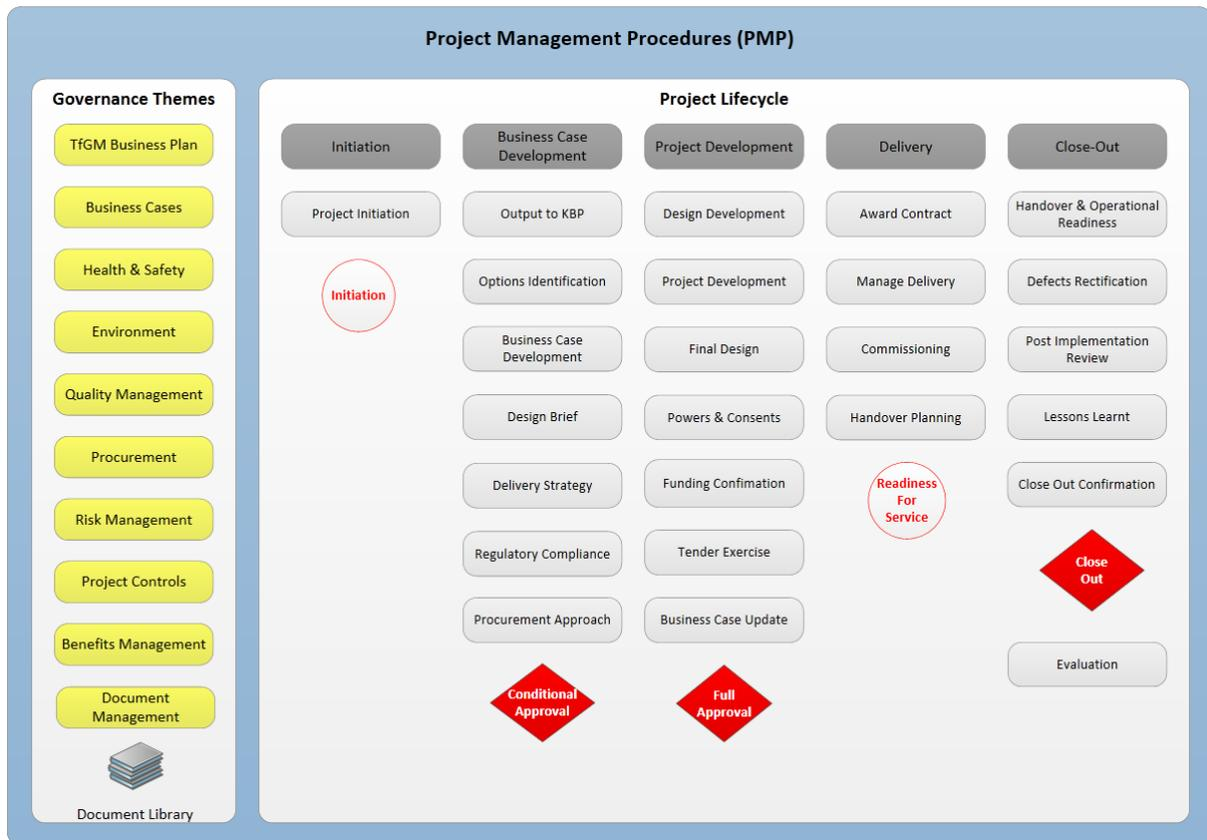 Project Management Procedures (PMP)
Governance Themes
TfGM Business Plan
Business Cases
Health & Safety
Environment
Quality Management
Procurement
Risk Management
Project Controls
Benefits Management
Document
Management
Document Library
Project Lifecycle
Initiation
Project Initiation
Initiation
Business Case
Development
Output to KBP
Options Identification
Business Case
Development
Design Brief
Delivery Strategy
Regulatory Compliance
Procurement Approach
Conditional
Approval
Project Development
Design Development
Project Development
Final Design
Powers & Consents
Funding Confimation
Tender Exercise
Business Case Update
Full
Approval
Delivery
Award Contract
Manage Delivery
Commissioning
Handover Planning
Readiness
For
Service
Close-Out
Handover & Operational
Readiness
Defects Rectification
Post Implementation
Review
Lessons Learnt
Close Out Confirmation
Close
Out
Evaluation